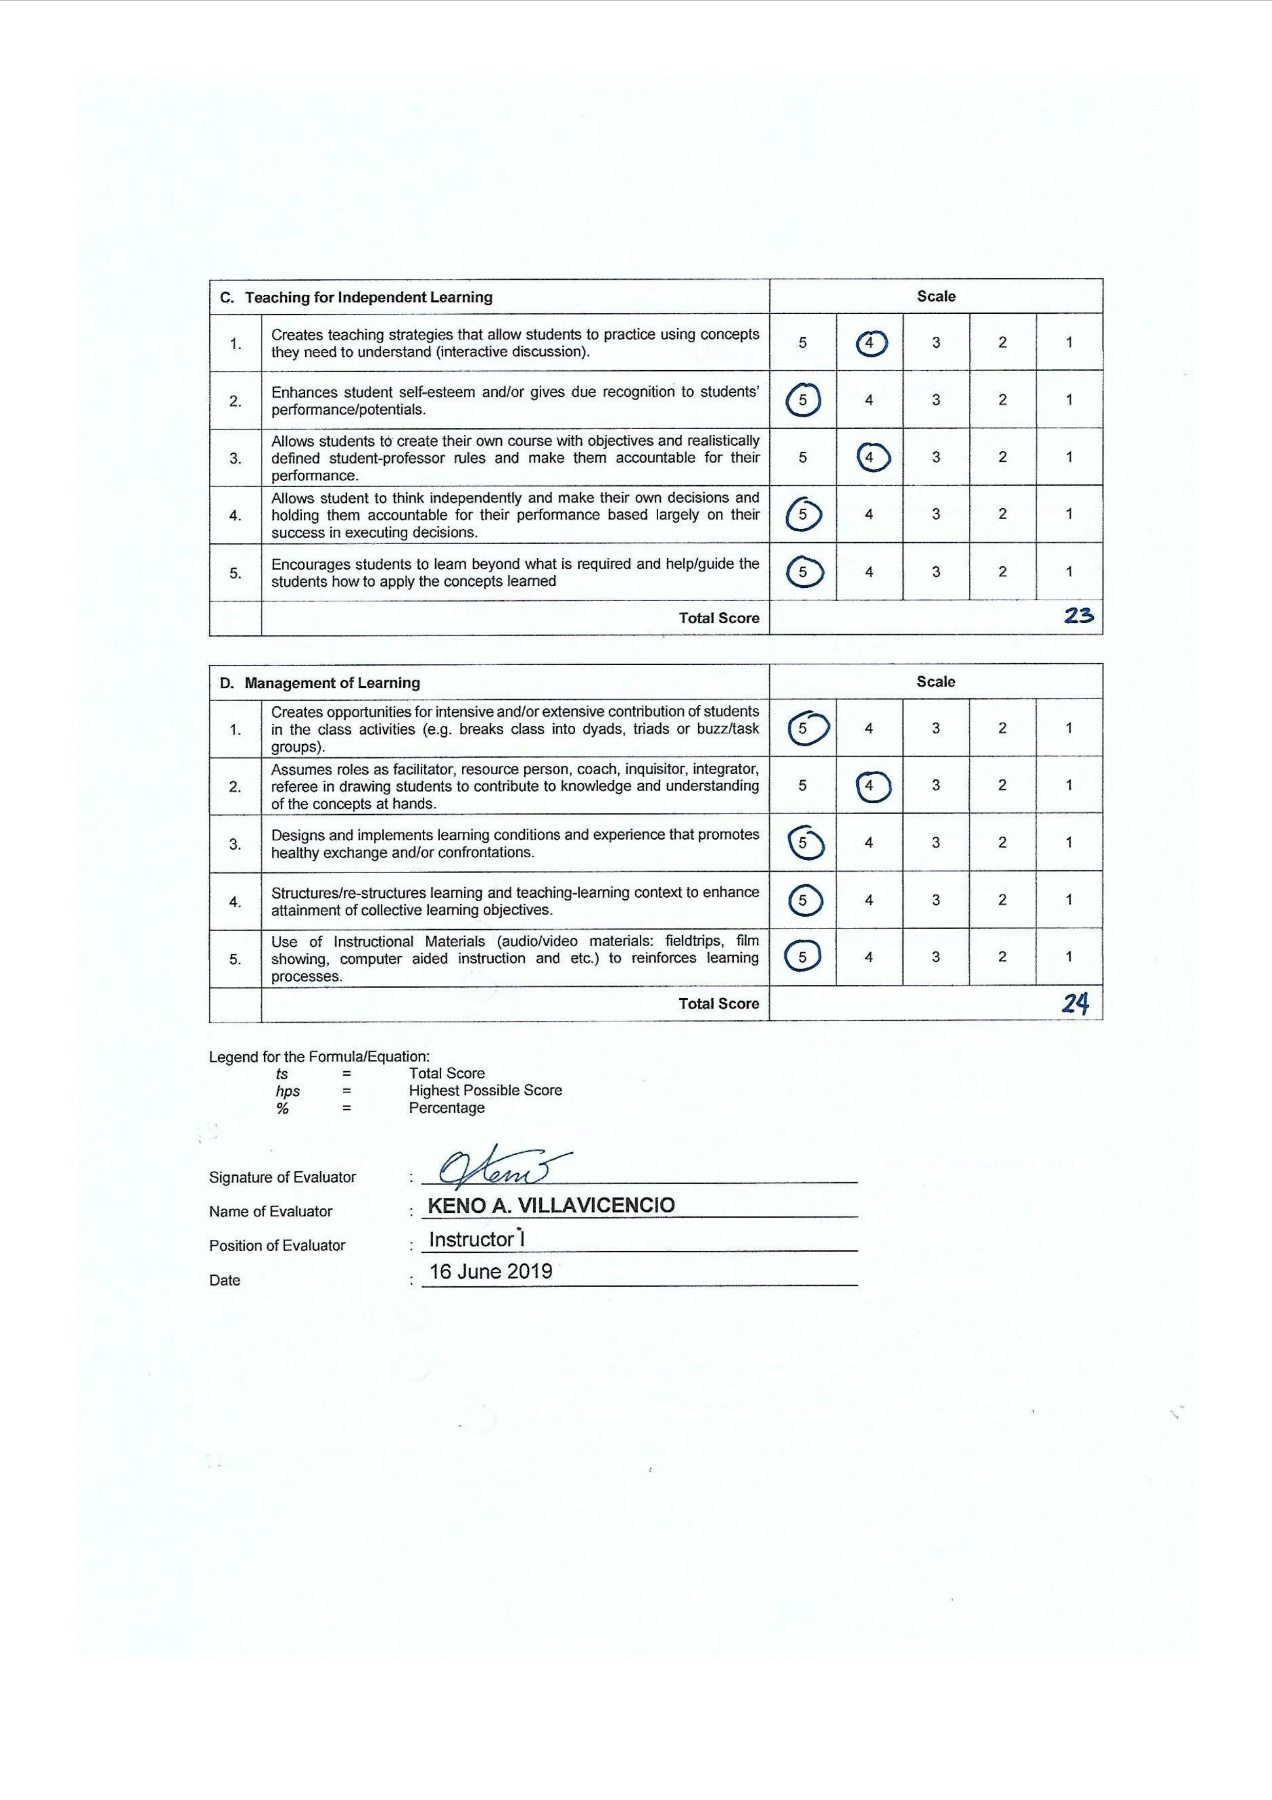 C. Teaching for Independent Learning Scale
1. Creates teaching strategies that allow students to practice using concepts
they need to understand (interactive discussion). 5 4 3 2 1
2. Enhances student self-esteem and/or gives due recognition to students'
performance/potentials. 5 4 3 2 1
3. Allows students to create their own course with objectives and realistically
defined student-professor rules and make them accountable for their
performance. 5 4 3 2 1
4. Allows student to think independently and make their own decisions and
holding them accountable for their performance based largely on their
success in executing decisions. 5 4 3 2 1
5. Encourages students to learn beyond what is required and help/guide the
students how to apply the concepts learned 5 4 3 2 1
Total Score 23
D. Management of Learning Scale
1. Creates opportunities for intensive and/or extensive contribution of students
in the class activities (e.g. breaks class into dyads, triads or buzz/task
groups). 5 4 3 2 1
2. Assumes roles as facilitator, resource person, coach, inquisitor, integrator,
referee in drawing students to contribute to knowledge and understanding
of the concepts at hands. 5 4 3 2 1
3. Designs and implements learning conditions and experience that promotes
healthy exchange and/or confrontations. 5 4 3 2 1
4. Structures/re-structures learning and teaching-learning context to enhance
attainment of collective learning objectives. 5 4 3 2 1
5. Use of Instructional Materials (audio/video materials: fieldtrips, film
showing, computer aided instruction and etc.) to reinforces learning
processes. 5 4 3 2 1
Total Score 24
Legend for the Formula/Equation:
ts = Total Score
hps = Highest Possible Score
% = Percentage
Signature of Evaluator :
Name of Evaluator : KENO A. VILLAVICENCIO
Position of Evaluator : Instructor I
Date : 16 June 2019